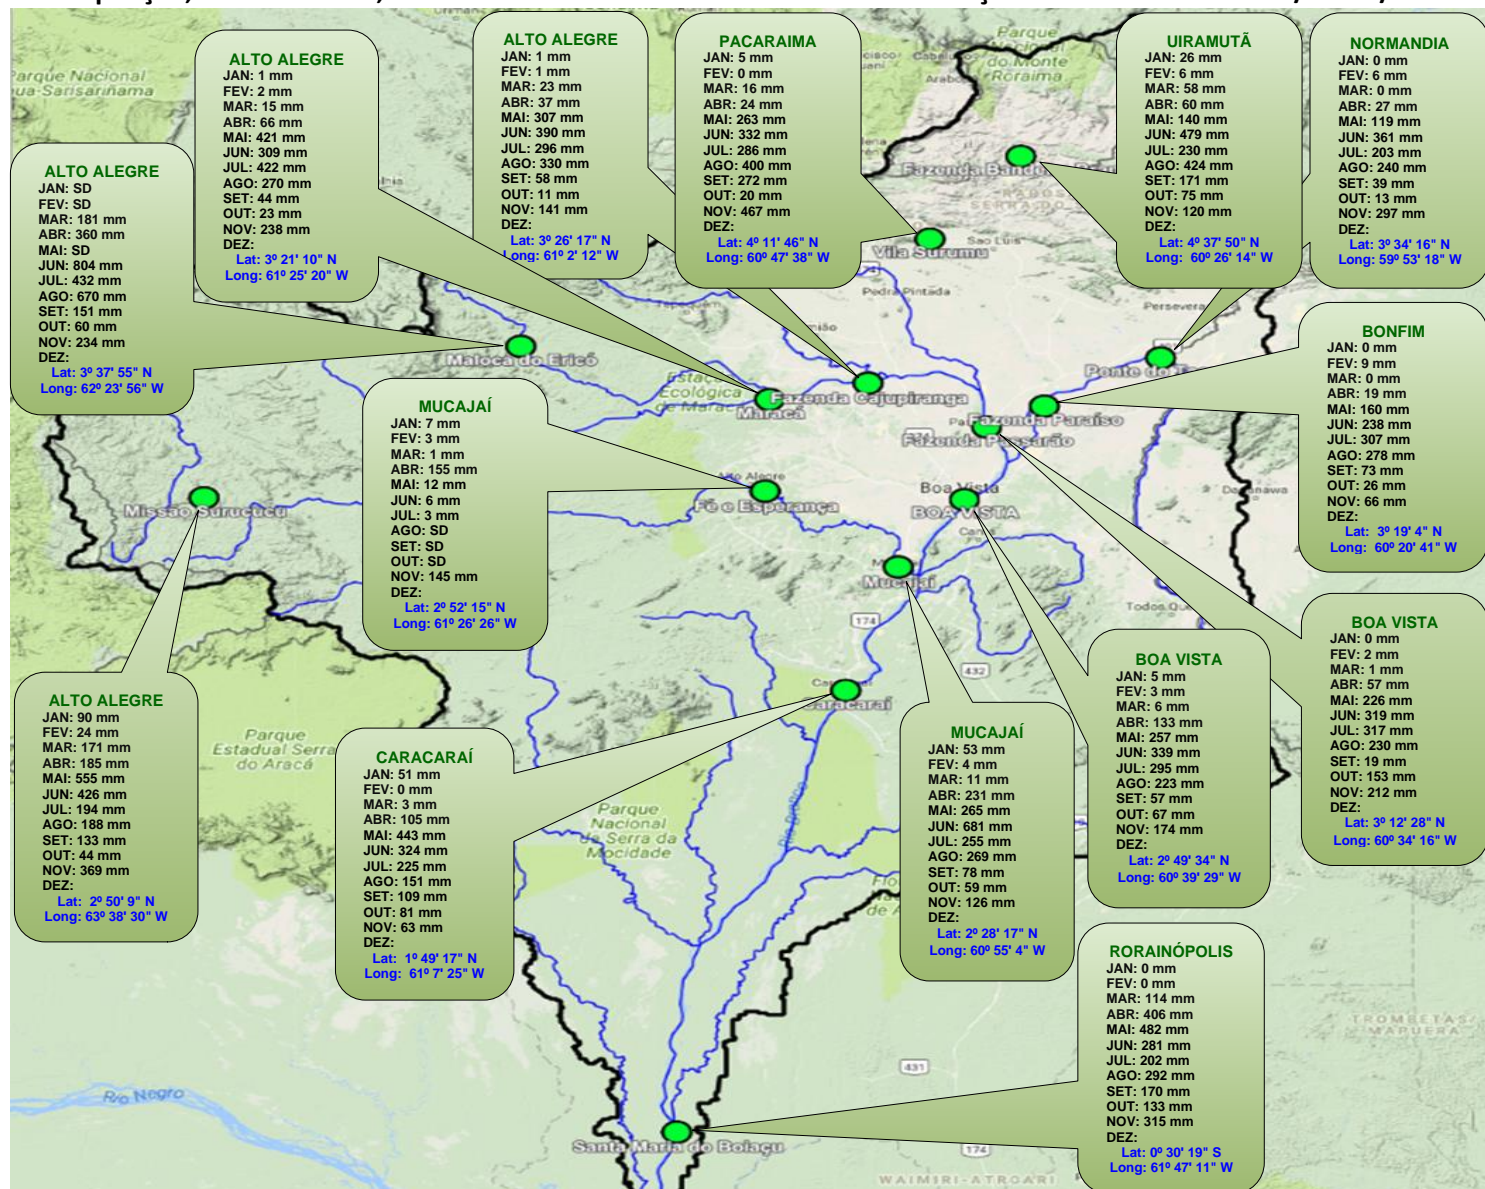 ALTO ALEGRE
JAN: SD
FEV: SD
MAR: 181 mm
ABR: 360 mm
MAI: SD
JUN: 804 mm
JUL: 432 mm
AGO: 670 mm
SET: 151 mm
OUT: 60 mm
NOV: 234 mm
DEZ:
Lat: 3º 37' 55" N
Long: 62º 23' 56" W
ALTO ALEGRE
JAN: 1 mm
FEV: 2 mm
MAR: 15 mm
ABR: 66 mm
MAI: 421 mm
JUN: 309 mm
JUL: 422 mm
AGO: 270 mm
SET: 44 mm
OUT: 23 mm
NOV: 238 mm
DEZ:
Lat: 3º 21' 10" N
Long: 61º 25' 20" W
ALTO ALEGRE
JAN: 1 mm
FEV: 1 mm
MAR: 23 mm
ABR: 37 mm
MAI: 307 mm
JUN: 390 mm
JUL: 296 mm
AGO: 330 mm
SET: 58 mm
OUT: 11 mm
NOV: 141 mm
DEZ:
Lat: 3º 26' 17" N
Long: 61º 2' 12" W
PACARAIMA
JAN: 5 mm
FEV: 0 mm
MAR: 16 mm
ABR: 24 mm
MAI: 263 mm
JUN: 332 mm
JUL: 286 mm
AGO: 400 mm
SET: 272 mm
OUT: 20 mm
NOV: 467 mm
DEZ:
Lat: 4º 11' 46" N
Long: 60º 47' 38" W
UIRAMUTÃ
JAN: 26 mm
FEV: 6 mm
MAR: 58 mm
ABR: 60 mm
MAI: 140 mm
JUN: 479 mm
JUL: 230 mm
AGO: 424 mm
SET: 171 mm
OUT: 75 mm
NOV: 120 mm
DEZ:
Lat: 4º 37' 50" N
Long: 60º 26' 14" W
NORMANDIA
JAN: 0 mm
FEV: 6 mm
MAR: 0 mm
ABR: 27 mm
MAI: 119 mm
JUN: 361 mm
JUL: 203 mm
AGO: 240 mm
SET: 39 mm
OUT: 13 mm
NOV: 297 mm
DEZ:
Lat: 3º 34' 16" N
Long: 59º 53' 18" W
BONFIM
JAN: 0 mm
FEV: 9 mm
MAR: 0 mm
ABR: 19 mm
MAI: 160 mm
JUN: 238 mm
JUL: 307 mm
AGO: 278 mm
SET: 73 mm
OUT: 26 mm
NOV: 66 mm
DEZ:
Lat: 3º 19' 4" N
Long: 60º 20' 41" W
MUCAJAÍ
JAN: 7 mm
FEV: 3 mm
MAR: 1 mm
ABR: 155 mm
MAI: 12 mm
JUN: 6 mm
JUL: 3 mm
AGO: SD
SET: SD
OUT: SD
NOV: 145 mm
DEZ:
Lat: 2º 52' 15" N
Long: 61º 26' 26" W
BOA VISTA
JAN: 0 mm
FEV: 2 mm
MAR: 1 mm
ABR: 57 mm
MAI: 226 mm
JUN: 319 mm
JUL: 317 mm
AGO: 230 mm
SET: 19 mm
OUT: 153 mm
NOV: 212 mm
DEZ:
Lat: 3º 12' 28" N
Long: 60º 34' 16" W
BOA VISTA
JAN: 5 mm
FEV: 3 mm
MAR: 6 mm
ABR: 133 mm
MAI: 257 mm
JUN: 339 mm
JUL: 295 mm
AGO: 223 mm
SET: 57 mm
OUT: 67 mm
NOV: 174 mm
DEZ:
Lat: 2º 49' 34" N
Long: 60º 39' 29" W
ALTO ALEGRE
JAN: 90 mm
FEV: 24 mm
MAR: 171 mm
ABR: 185 mm
MAI: 555 mm
JUN: 426 mm
JUL: 194 mm
AGO: 188 mm
SET: 133 mm
OUT: 44 mm
NOV: 369 mm
DEZ:
Lat: 2º 50' 9" N
Long: 63º 38' 30" W
CARACARAÍ
JAN: 51 mm
FEV: 0 mm
MAR: 3 mm
ABR: 105 mm
MAI: 443 mm
JUN: 324 mm
JUL: 225 mm
AGO: 151 mm
SET: 109 mm
OUT: 81 mm
NOV: 63 mm
DEZ:
Lat: 1º 49' 17" N
Long: 61º 7' 25" W
MUCAJAÍ
JAN: 53 mm
FEV: 4 mm
MAR: 11 mm
ABR: 231 mm
MAI: 265 mm
JUN: 681 mm
JUL: 255 mm
AGO: 269 mm
SET: 78 mm
OUT: 59 mm
NOV: 126 mm
DEZ:
Lat: 2º 28' 17" N
Long: 60º 55' 4" W
RORAINÓPOLIS
JAN: 0 mm
FEV: 0 mm
MAR: 114 mm
ABR: 406 mm
MAI: 482 mm
JUN: 281 mm
JUL: 202 mm
AGO: 292 mm
SET: 170 mm
OUT: 133 mm
NOV: 315 mm
DEZ:
Lat: 0º 30' 19" S
Long: 61º 47' 11" W
Parque
do Monte
Roraima
Vila Surumu
São Luis
Pedra Pintada
Maloca do Ericó
Estação
Ecológica
de Maracá
Maracá
Fazenda Cajupiranga
Ponte do
Fazenda Paraíso
Fazenda Passarão
Alto Alegre
Fé e Esperança
Boa Vista
BOA VISTA
Missão Surucucu
Mucajaí
174
432
Caracaraí
Parque
Estadual Serra
do Aracá
Parque
Nacional
da Serra da
Mocidade
Rio Branco
Rio Negro
431
Santa Maria do Boiaçu
174
TROMBETAS/
MAPUERA
WAIMIRI-ATROARI